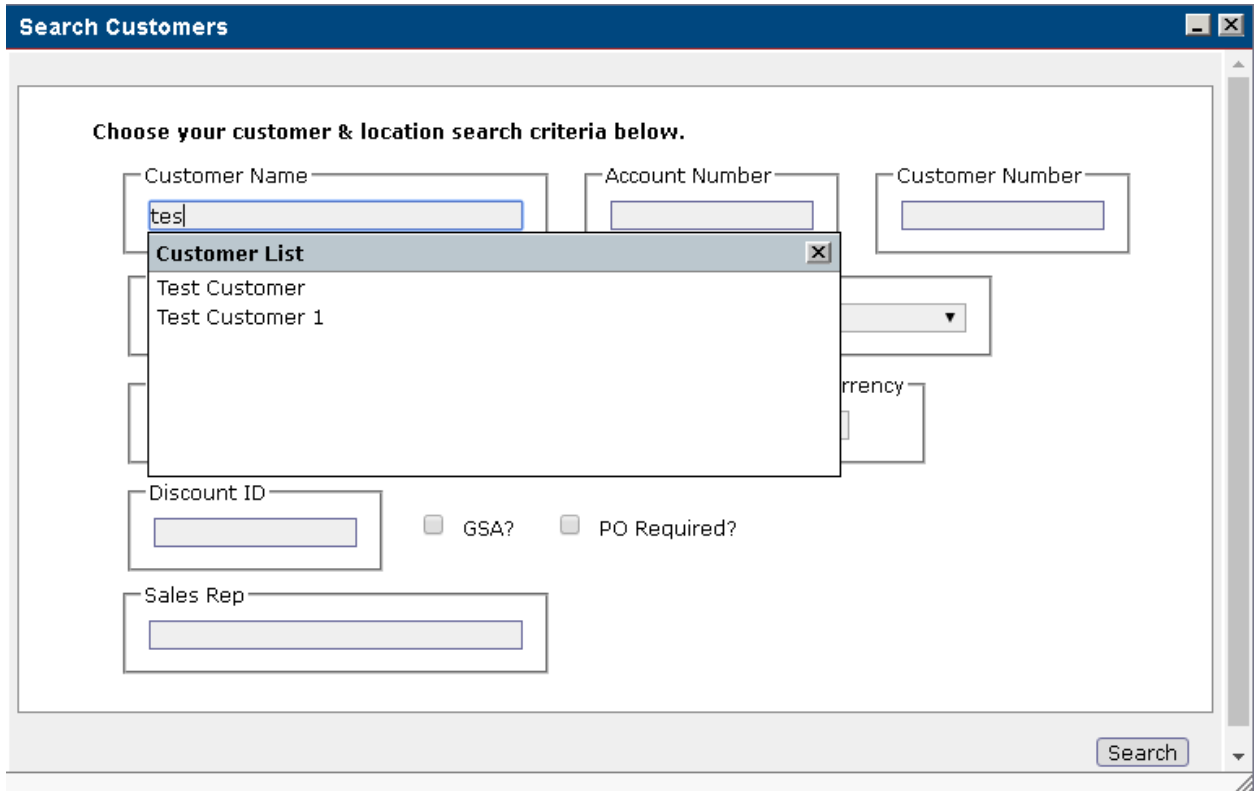 Search Customers
Choose your customer & location search criteria below.
Customer Name
Account Number
Customer Number
tes
Customer List
Test Customer
Test Customer 1
rrency
Discount ID
GSA?
PO Required?
Sales Rep
Search